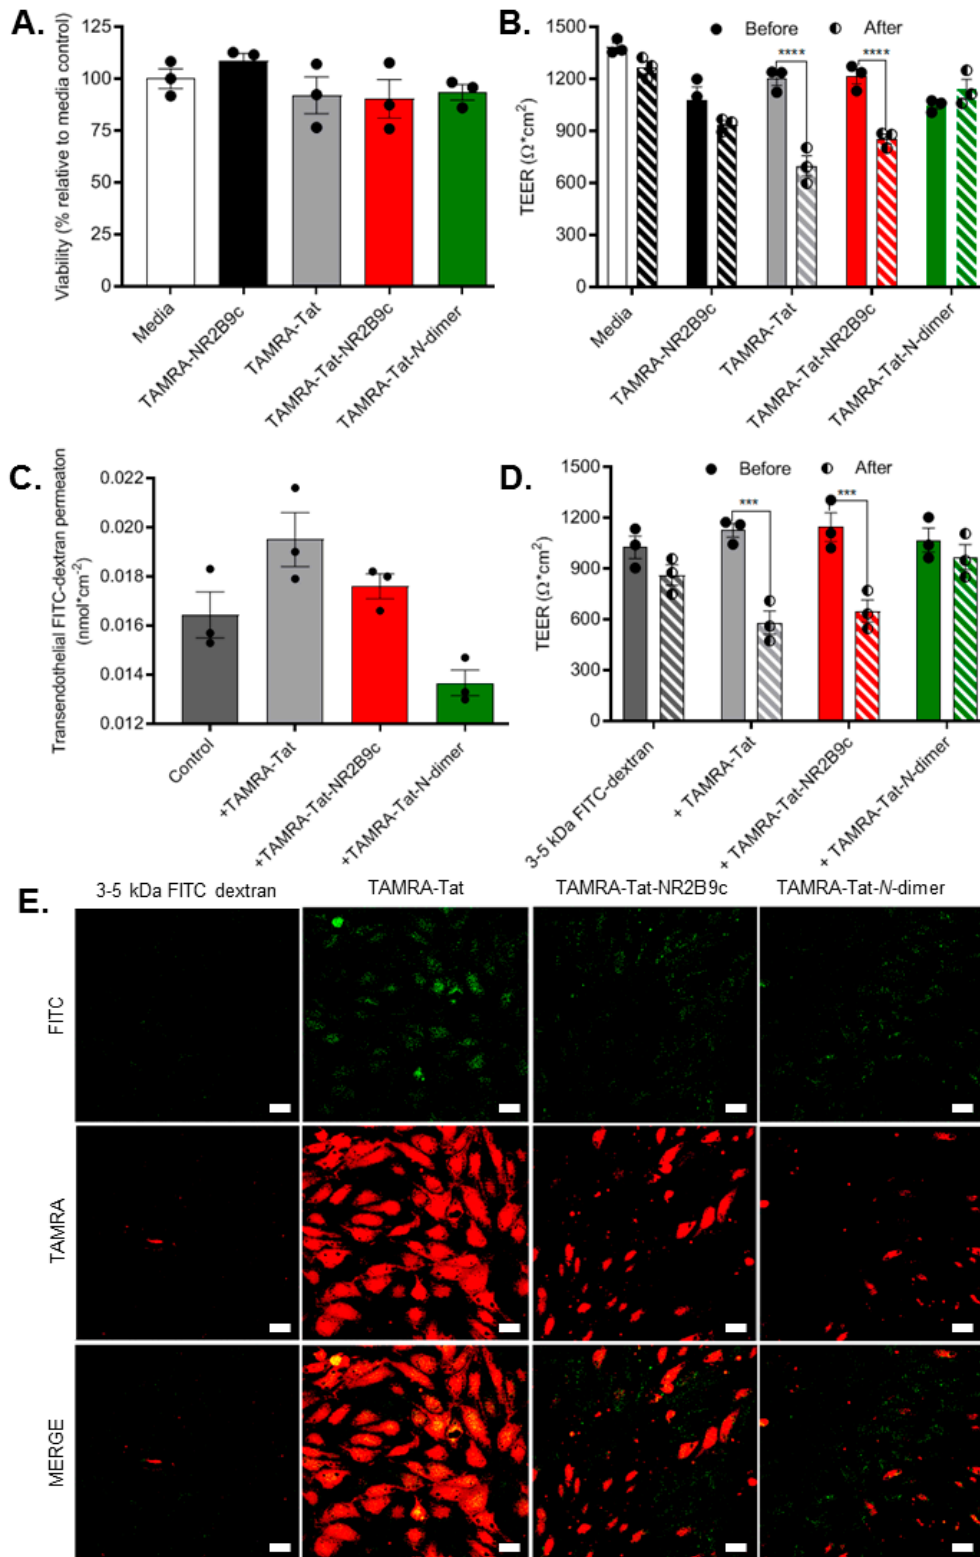 A.
Viability (% relative to media control)
125
100
75
50
25
0
Media
TAMRA-NR2B9c
TAMRA-Tat
TAMRA-Tat-NR2B9c
TAMRA-Tat-N-dimer
B.
Before
After
TEER (Ω*cm2)
1500
1200
900
600
300
0
****
****
Media
TAMRA-NR2B9c
TAMRA-Tat
TAMRA-Tat-NR2B9c
TAMRA-Tat-N-dimer
C.
Transendothelial FITC-dextran permeaton
(nmol*cm-2)
0.022
0.020
0.018
0.016
0.014
0.012
Control
+TAMRA-Tat
+TAMRA-Tat-NR2B9c
+TAMRA-Tat-N-dimer
D.
Before
After
TEER (Ω*cm2)
1500
1200
900
600
300
0
***
***
3-5 kDa FITC-dextran
+ TAMRA-Tat
+ TAMRA-Tat-NR2B9c
+ TAMRA-Tat-N-dimer
E.
3-5 kDa FITC dextran
TAMRA-Tat
TAMRA-Tat-NR2B9c
TAMRA-Tat-N-dimer
FITC
TAMRA
MERGE